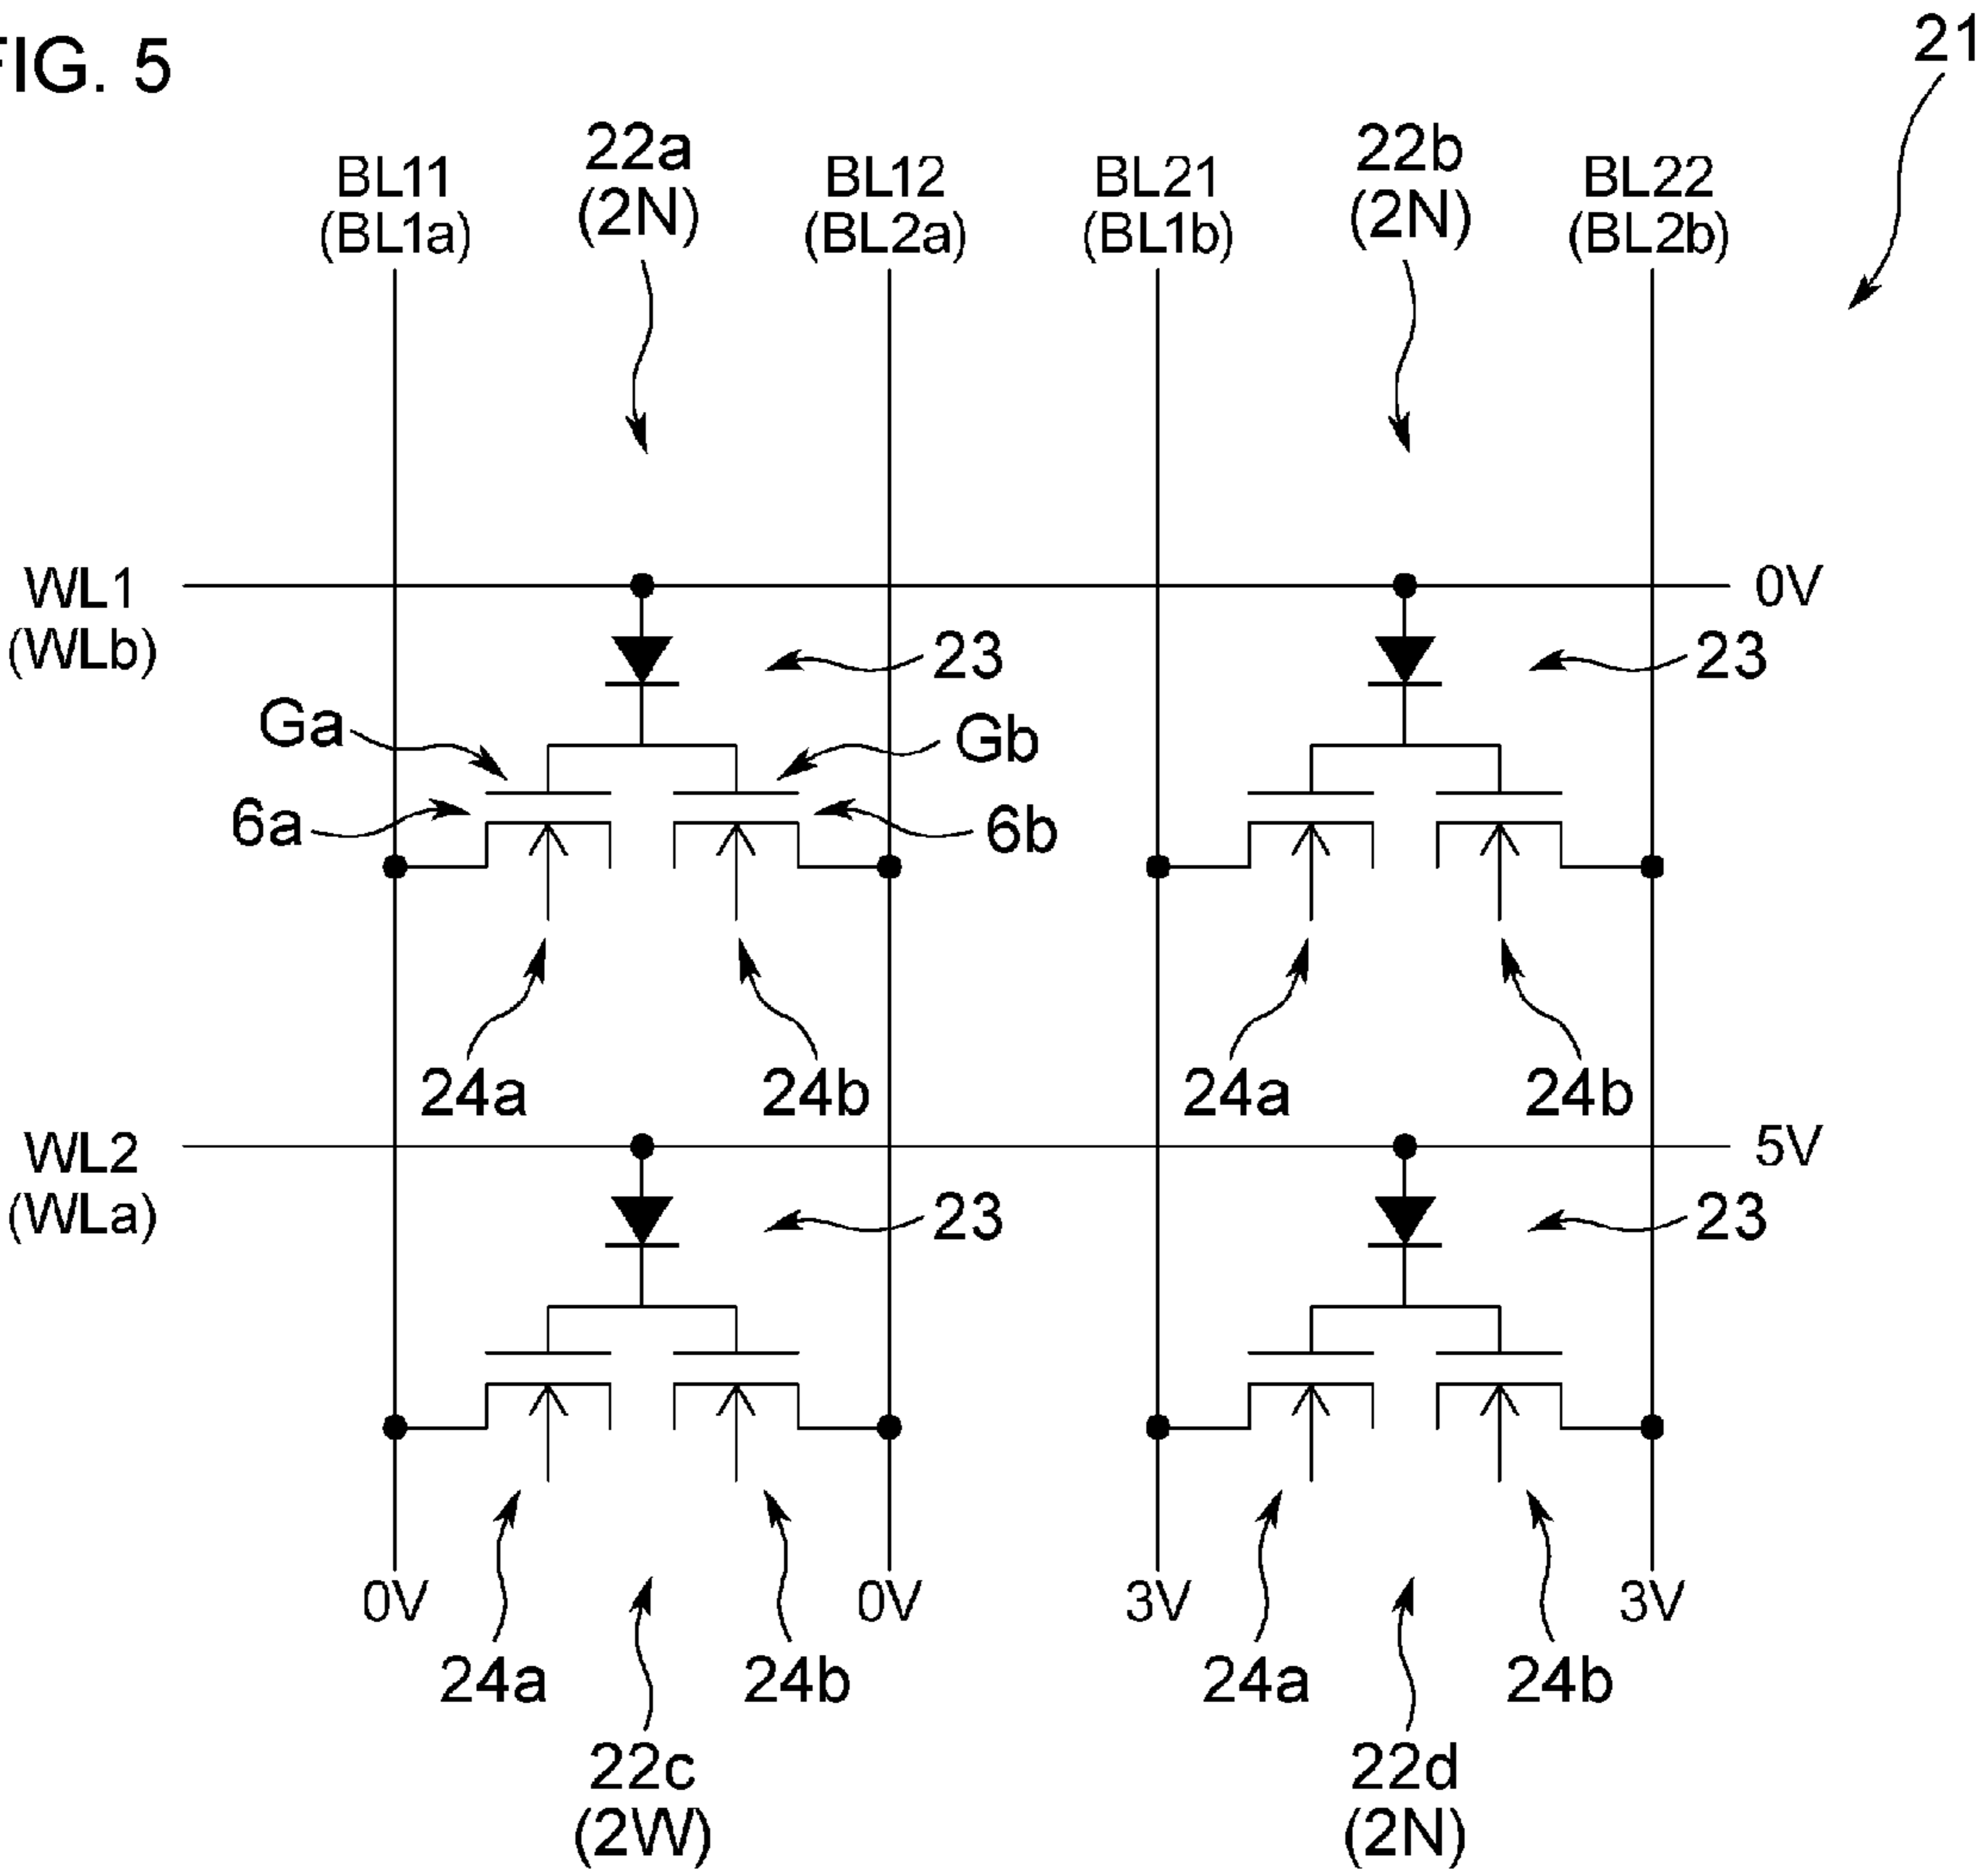 FIG. 5
21
22a
(2N)
22b
(2N)
BL11
(BL1a)
BL12
(BL2a)
BL21
(BL1b)
BL22
(BL2b)
WL1
(WLb)
0V
23
23
Ga
Gb
6a
6b
24a
24b
24a
24b
WL2
(WLa)
5V
23
23
0V
0V
3V
3V
24a
24b
24a
24b
22c
(2W)
22d
(2N)